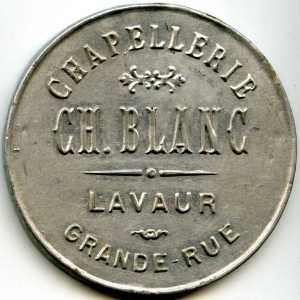 CHAPELLERIE
CH. BLANC
LAVAUR
GRANDE-RUE